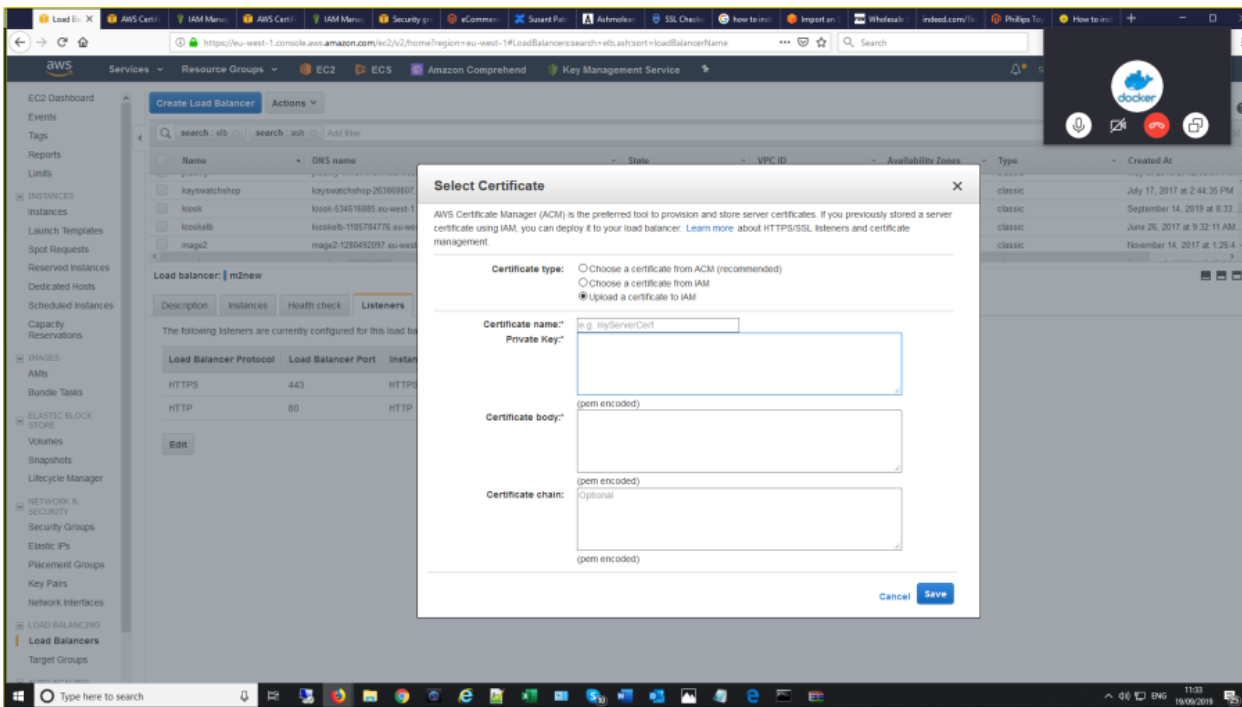 Load Ba X
AWS Certifi
IAM Manag
AWS Certifi
IAM Manag
Security gro
eCommerc
Susant Patr
Ashmolean
SSL Checke
how to inst
Import an
Wholesale
indeed.com/Tis
Phillips Toy
How to inst
https://eu-west-1.console.aws.amazon.com/ec2/v2/home?region=eu-west-1#LoadBalancers:search=elb,ash;sort=loadBalancerName
Search
aws
Services
Resource Groups
EC2
ECS
Amazon Comprehend
Key Management Service
docker
EC2 Dashboard
Events
Tags
Reports
Limits
INSTANCES
Instances
Launch Templates
Spot Requests
Reserved Instances
Dedicated Hosts
Scheduled Instances
Capacity
Reservations
IMAGES
AMIs
Bundle Tasks
ELASTIC BLOCK
STORE
Volumes
Snapshots
Lifecycle Manager
NETWORK &
SECURITY
Security Groups
Elastic IPs
Placement Groups
Key Pairs
Network Interfaces
LOAD BALANCING
Load Balancers
Target Groups
Create Load Balancer
Actions
search : elb
search : ash
Add filter
Name DNS name State VPC ID Availability Zones Type Created At
kayswatchshop kayswatchshop-263869807. classic July 17, 2017 at 2:44:35 PM
kiosk kiosk-534616885.eu-west-1. classic September 14, 2019 at 8:33:
kioskelb kioskelb-1185784776.eu-wes classic June 26, 2017 at 9:32:11 AM
mage2 mage2-1280492097.eu-west classic November 14, 2017 at 1:26:4
Load balancer: m2new
Description
Instances
Health check
Listeners
The following listeners are currently configured for this load ba
Load Balancer Protocol Load Balancer Port Instan
HTTPS 443 HTTPS
HTTP 80 HTTP
Edit
Select Certificate
AWS Certificate Manager (ACM) is the preferred tool to provision and store server certificates. If you previously stored a server
certificate using IAM, you can deploy it to your load balancer. Learn more about HTTPS/SSL listeners and certificate
management.
Certificate type:
Choose a certificate from ACM (recommended)
Choose a certificate from IAM
Upload a certificate to IAM
Certificate name:*
e.g. myServerCert
Private Key:*
(pem encoded)
Certificate body:*
(pem encoded)
Certificate chain:
Optional
(pem encoded)
Cancel
Save
Type here to search
ENG
11:33
19/09/2019